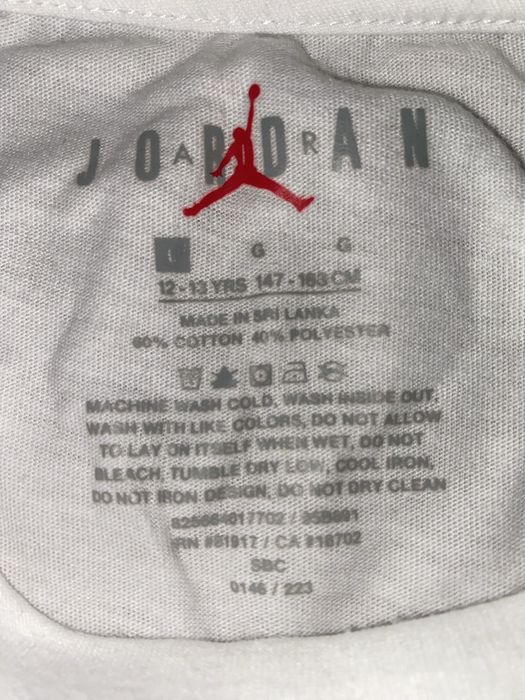 JORDAN
AIR
L G G
12 - 13 YRS 147 - 163 CM
MADE IN SRI LANKA
60% COTTON 40% POLYESTER
MACHINE WASH COLD, WASH INSIDE OUT,
WASH WITH LIKE COLORS, DO NOT ALLOW
TO LAY ON ITSELF WHEN WET, DO NOT
BLEACH, TUMBLE DRY LOW, COOL IRON,
DO NOT IRON DESIGN, DO NOT DRY CLEAN
RN #81917 / CA #18702
SBC
0146 / 223